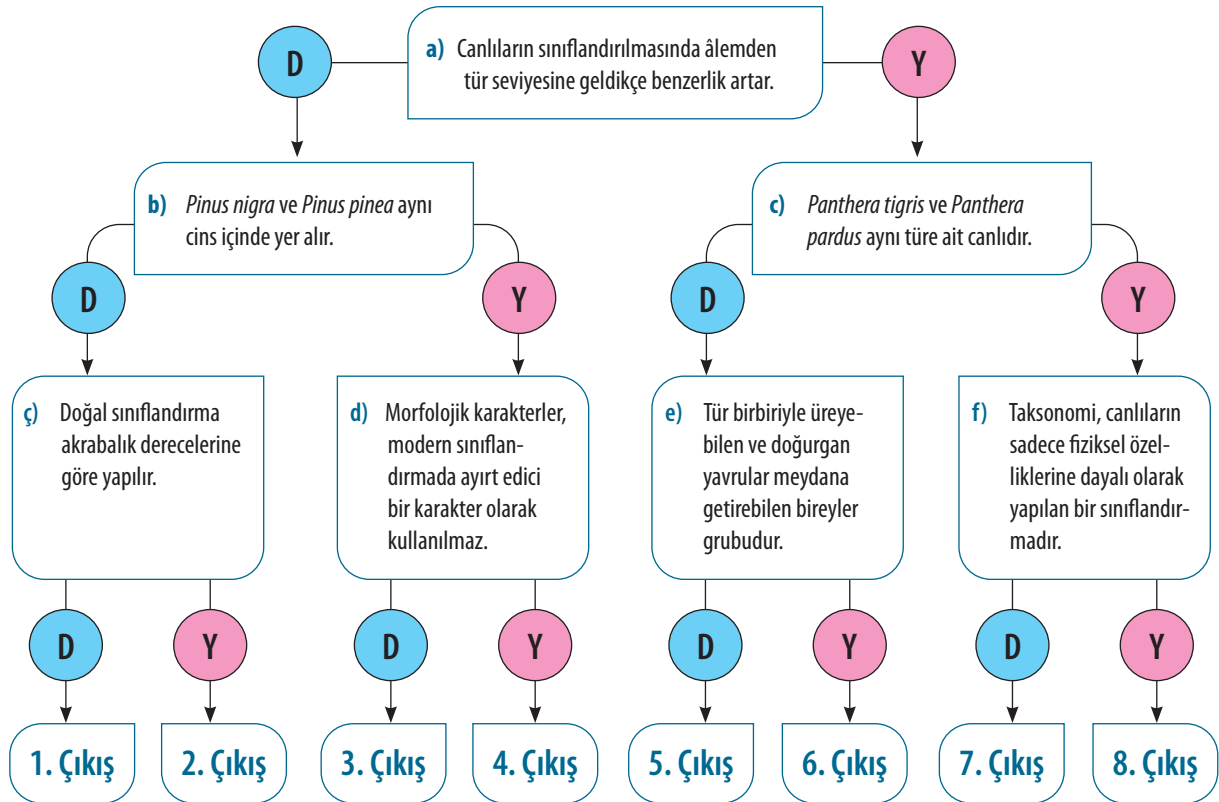 D
a) Canlıların sınıflandırılmasında âlemden
tür seviyesine geldikçe benzerlik artar.
Y
b) Pinus nigra ve Pinus pinea aynı
cins içinde yer alır.
c) Panthera tigris ve Panthera
pardus aynı türe ait canlıdır.
D
Y
D
Y
ç) Doğal sınıflandırma
akrabalık derecelerine
göre yapılır.
d) Morfolojik karakterler,
modern sınıflan-
dırmada ayırt edici
bir karakter olarak
kullanılmaz.
e) Tür birbiriyle üreye-
bilen ve doğurgan
yavrular meydana
getirebilen bireyler
grubudur.
f) Taksonomi, canlıların
sadece fiziksel özel-
liklerine dayalı olarak
yapılan bir sınıflandır-
madır.
D
Y
D
Y
D
Y
D
Y
1. Çıkış
2. Çıkış
3. Çıkış
4. Çıkış
5. Çıkış
6. Çıkış
7. Çıkış
8. Çıkış